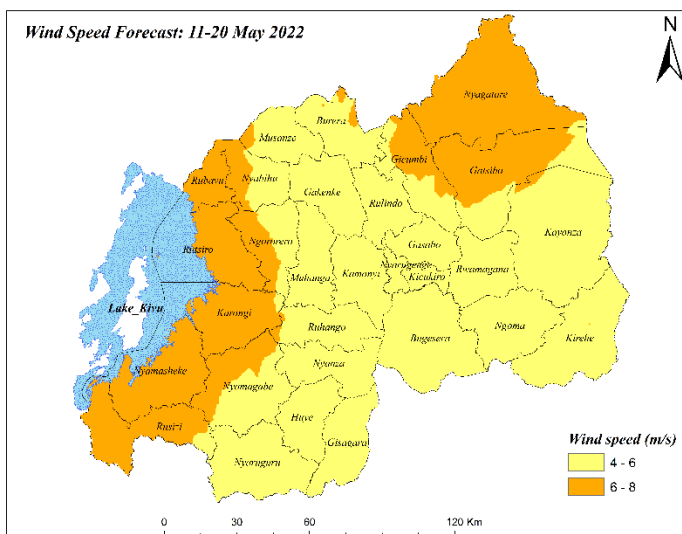 Wind Speed Forecast: 11-20 May 2022
N
Nyagatare
Burera
Musanze
Gicumbi
Gatsibo
Rubavu
Nyabihu
Gakenke
Rulindo
Kayonza
Rutsiro
Ngororero
Gasabo
Nyarugenge
Kicukiro
Rwamagana
Muhanga
Kamonyi
Lake_Kivu
Karongi
Ruhango
Bugesera
Ngoma
Kirehe
Nyamasheke
Nyanza
Nyamagabe
Rusizi
Huye
Gisagara
Nyaruguru
Wind speed (m/s)
4 - 6
6 - 8
0 30 60 120 Km